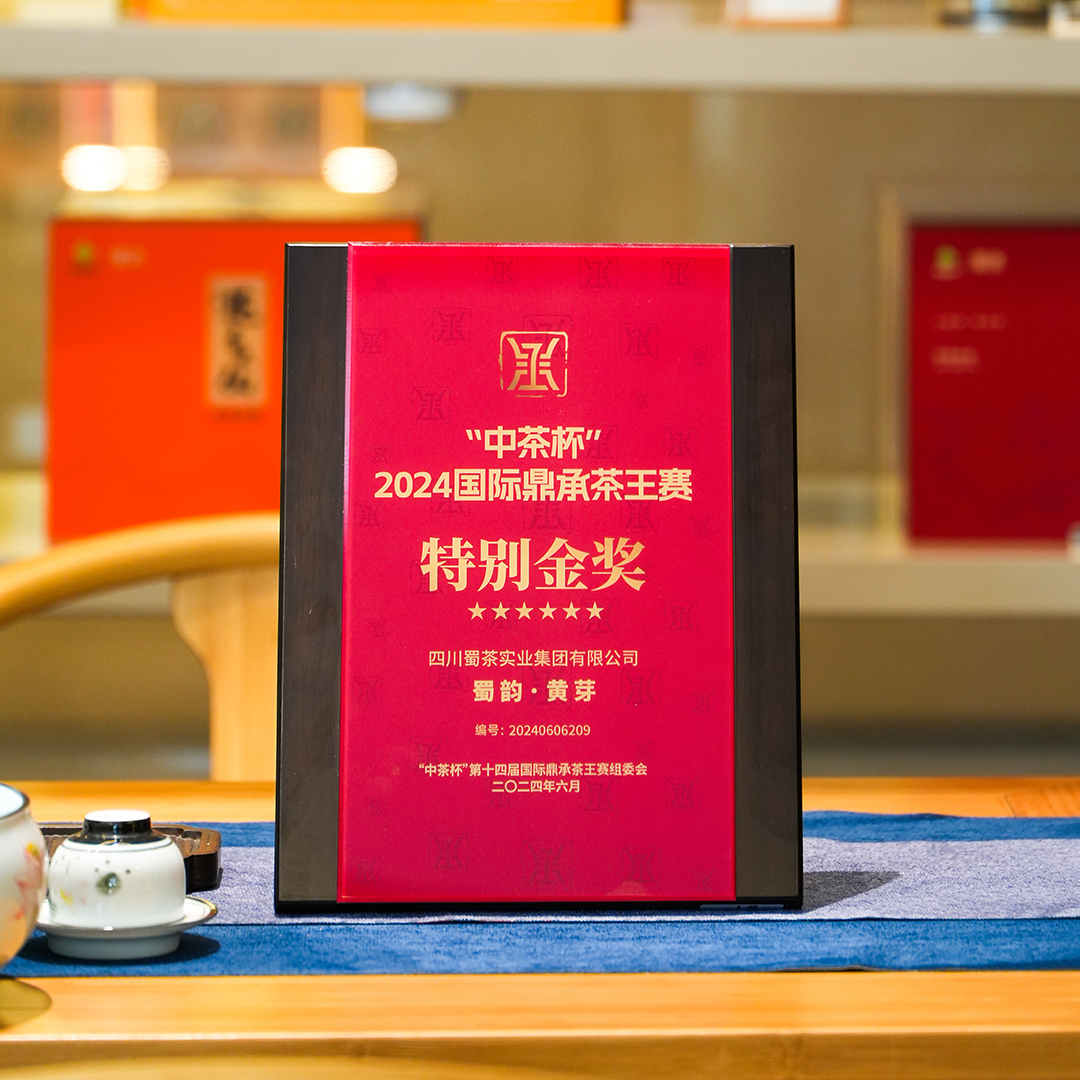 “中茶杯”
2024国际鼎承茶王赛
特别金奖
★★★★★★
四川蜀茶实业集团有限公司
蜀韵·黄芽
编号：20240606209
“中茶杯”第十四届国际鼎承茶王赛组委会
二〇二四年六月